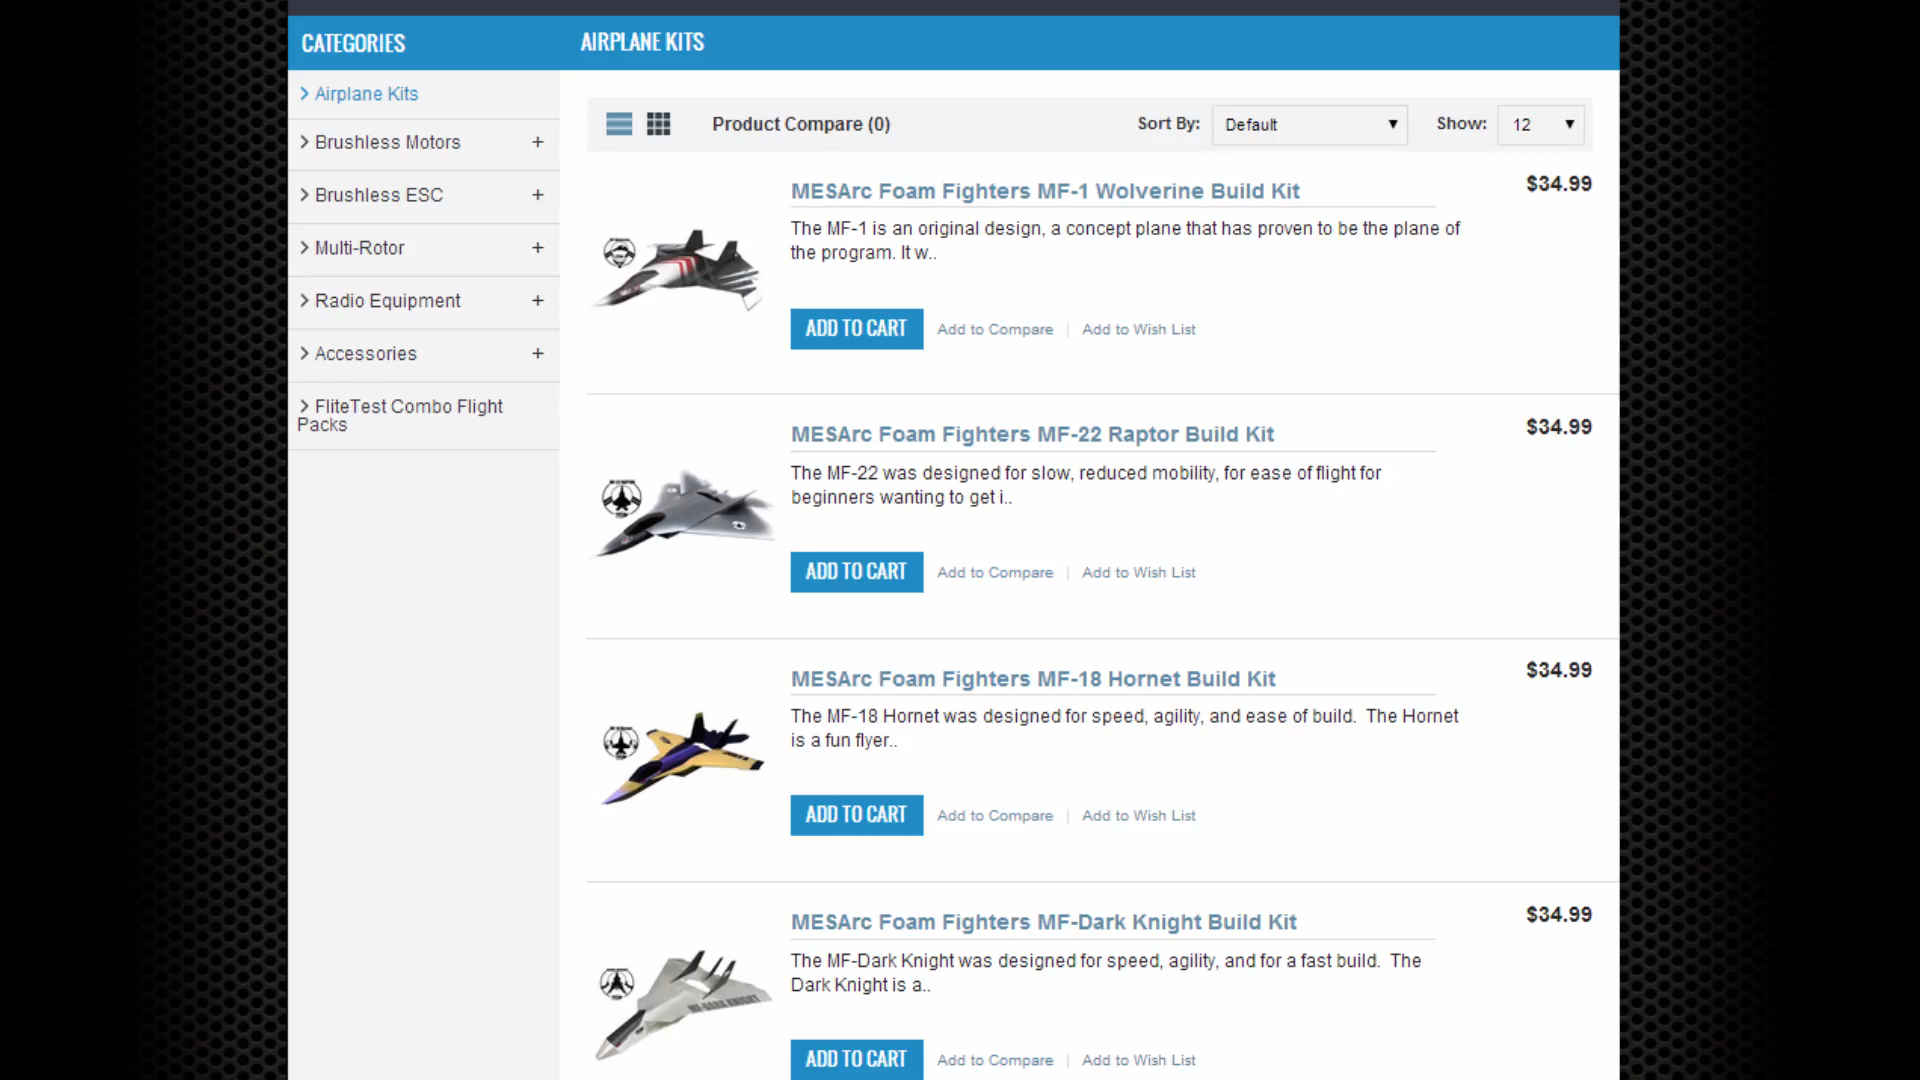 CATEGORIES
AIRPLANE KITS
Airplane Kits
Brushless Motors +
Brushless ESC +
Multi-Rotor +
Radio Equipment +
Accessories +
FliteTest Combo Flight
Packs
Product Compare (0)
Sort By: Default
Show: 12
MESArc Foam Fighters MF-1 Wolverine Build Kit
$34.99
The MF-1 is an original design, a concept plane that has proven to be the plane of
the program. It w..
ADD TO CART
Add to Compare | Add to Wish List
MESArc Foam Fighters MF-22 Raptor Build Kit
$34.99
The MF-22 was designed for slow, reduced mobility, for ease of flight for
beginners wanting to get i..
ADD TO CART
Add to Compare | Add to Wish List
MESArc Foam Fighters MF-18 Hornet Build Kit
$34.99
The MF-18 Hornet was designed for speed, agility, and ease of build. The Hornet
is a fun flyer..
ADD TO CART
Add to Compare | Add to Wish List
MESArc Foam Fighters MF-Dark Knight Build Kit
$34.99
The MF-Dark Knight was designed for speed, agility, and for a fast build. The
Dark Knight is a..
MF-DARK KNIGHT
ADD TO CART
Add to Compare | Add to Wish List